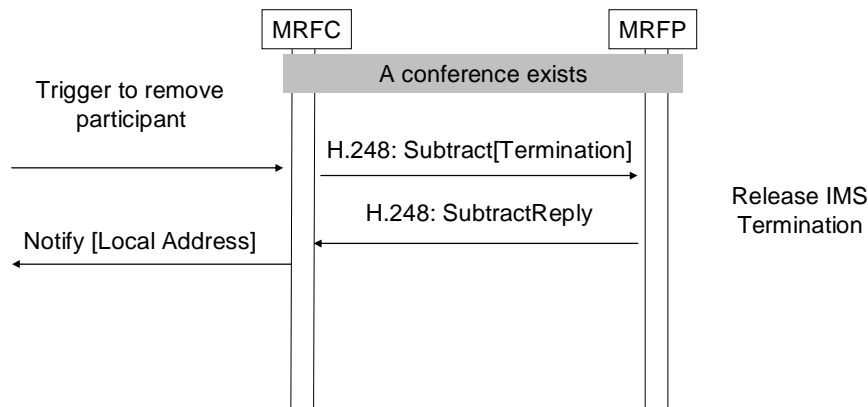 MRFC
MRFP
A conference exists
Trigger to remove
participant
H.248: Subtract[Termination]
H.248: SubtractReply
Release IMS
Termination
Notify [Local Address]